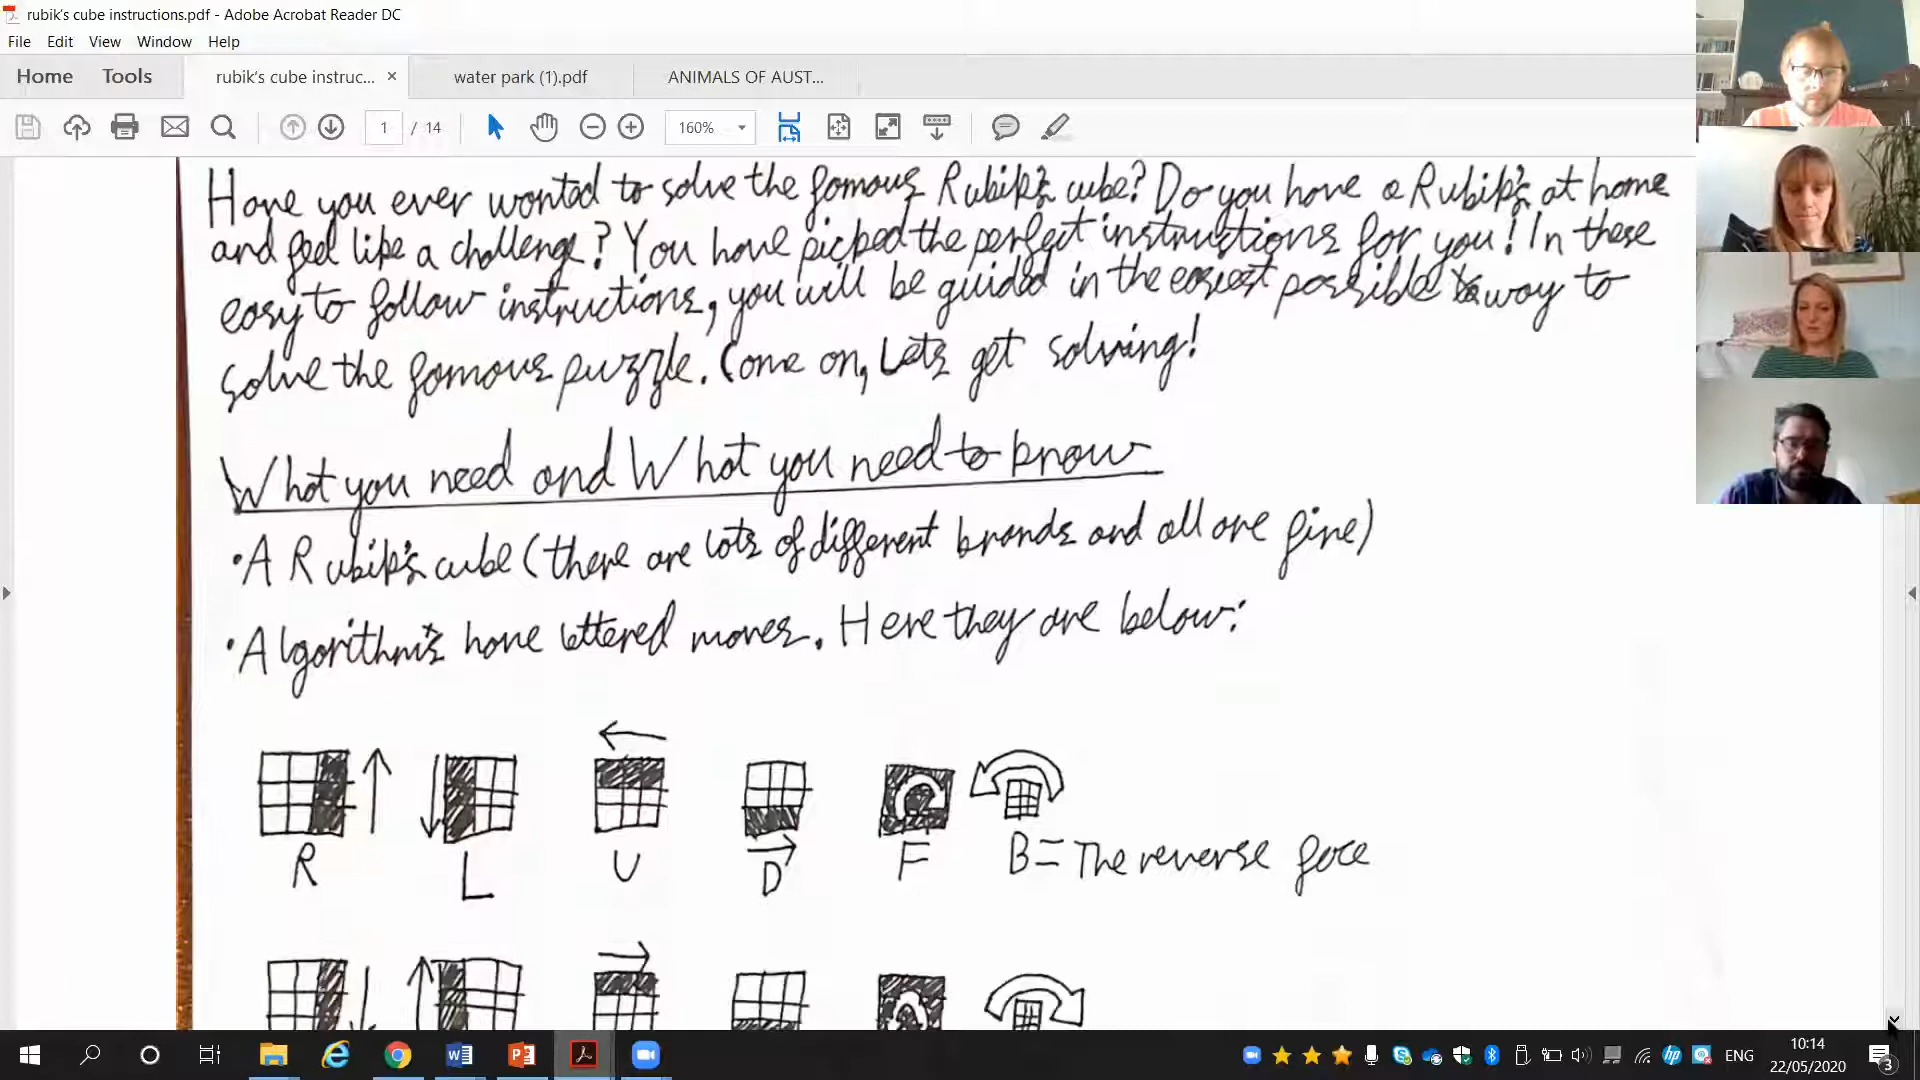 rubik's cube instructions.pdf - Adobe Acrobat Reader DC
File Edit View Window Help
Home Tools rubik's cube instruc... × water park (1).pdf ANIMALS OF AUST...
1 / 14 160%
Have you ever wanted to solve the famous Rubik's cube? Do you have a Rubik's at home
and feel like a challenge? You have picked the perfect instructions for you! In these
easy to follow instructions, you will be guided in the easiest possible way to
solve the famous puzzle. Come on, Lets get solving!
What you need and What you need to know
•A Rubik's cube (there are lots of different brands and all are fine)
•Algorithms have lettered moves. Here they are below:
R L U D F B= The reverse face
ENG
10:14
22/05/2020
3